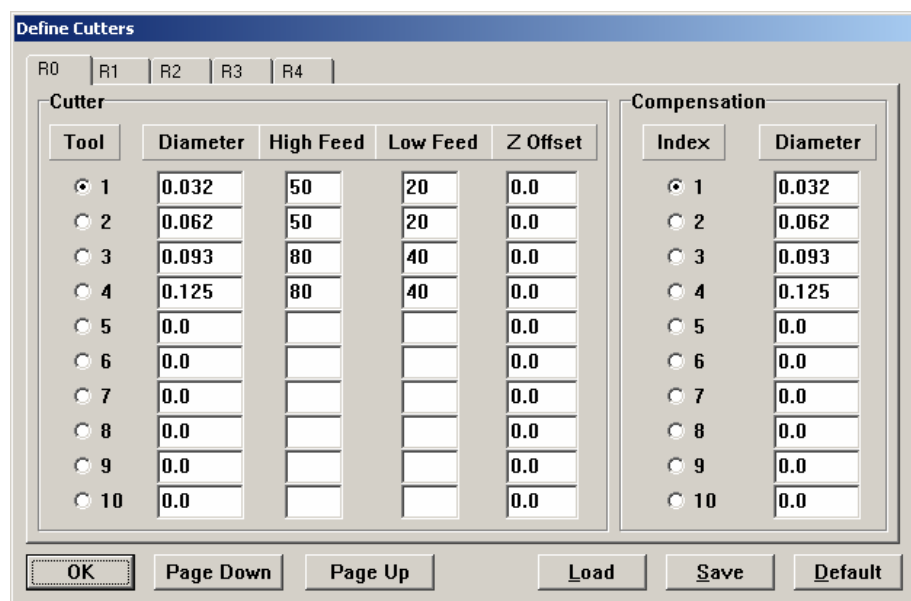 Define Cutters
R0 R1 R2 R3 R4
Cutter Compensation
Tool Diameter High Feed Low Feed Z Offset Index Diameter
1 0.032 50 20 0.0 1 0.032
2 0.062 50 20 0.0 2 0.062
3 0.093 80 40 0.0 3 0.093
4 0.125 80 40 0.0 4 0.125
5 0.0 0.0 5 0.0
6 0.0 0.0 6 0.0
7 0.0 0.0 7 0.0
8 0.0 0.0 8 0.0
9 0.0 0.0 9 0.0
10 0.0 0.0 10 0.0
OK Page Down Page Up Load Save Default